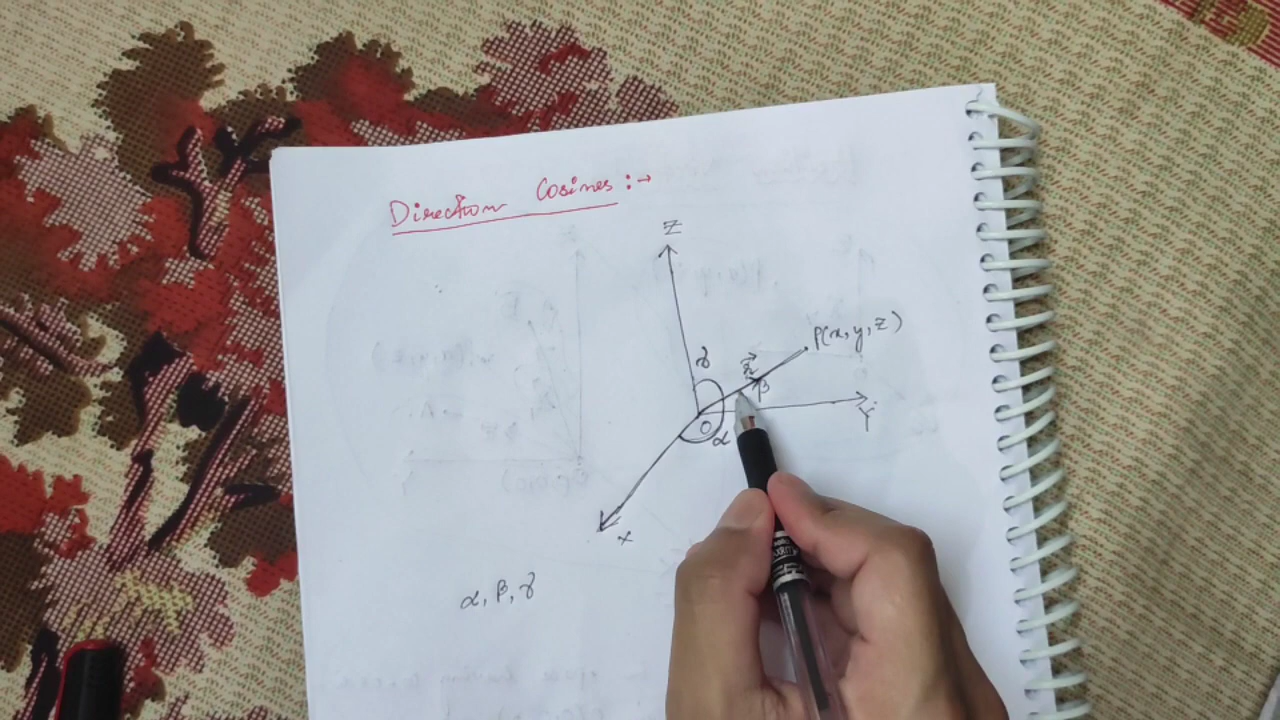 Direction Cosines :→
Z
γ
r⃗
P(x, y, z)
β
Y
O
α
X
α, β, γ